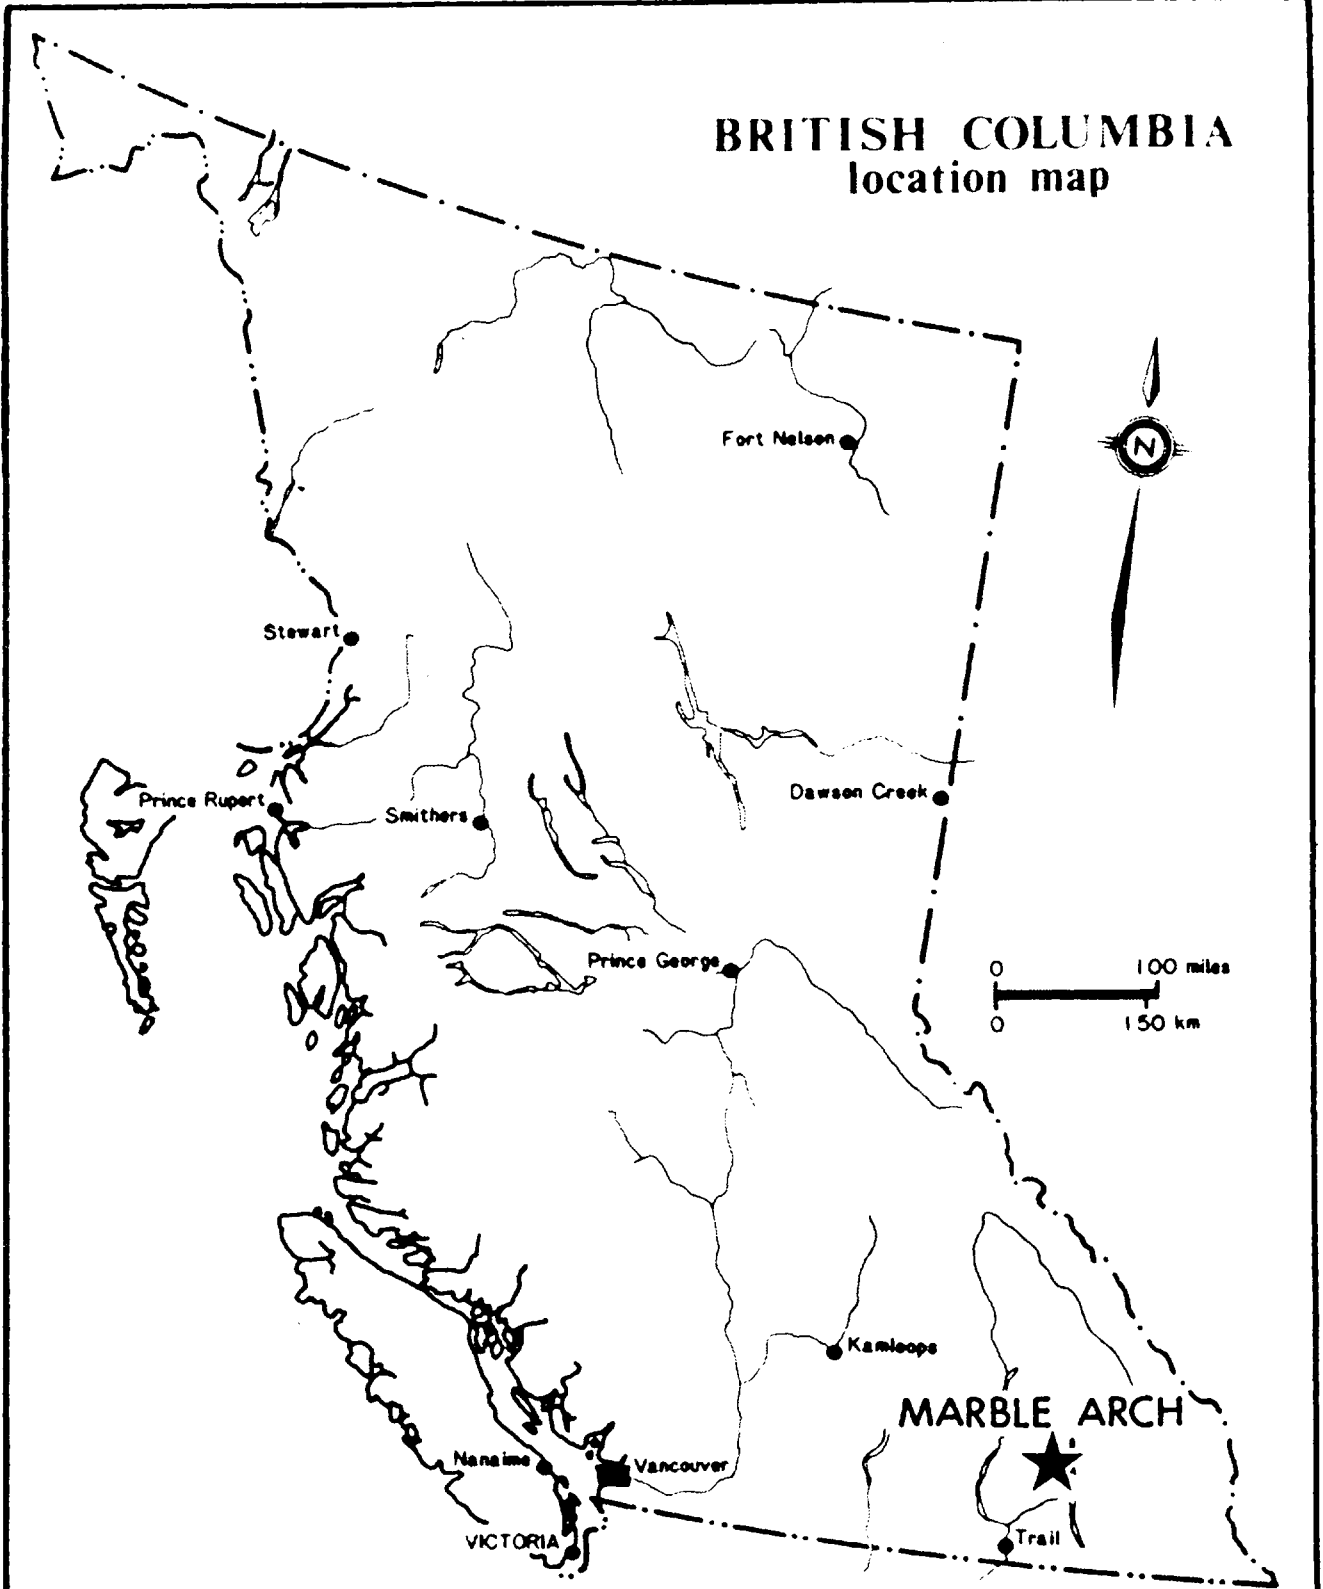 BRITISH COLUMBIA
location map
Fort Nelson
N
Stewart
Dawson Creek
Prince Rupert
Smithers
Prince George
0 100 miles
0 150 km
Kamloops
MARBLE ARCH
Nanaimo
Vancouver
VICTORIA
Trail